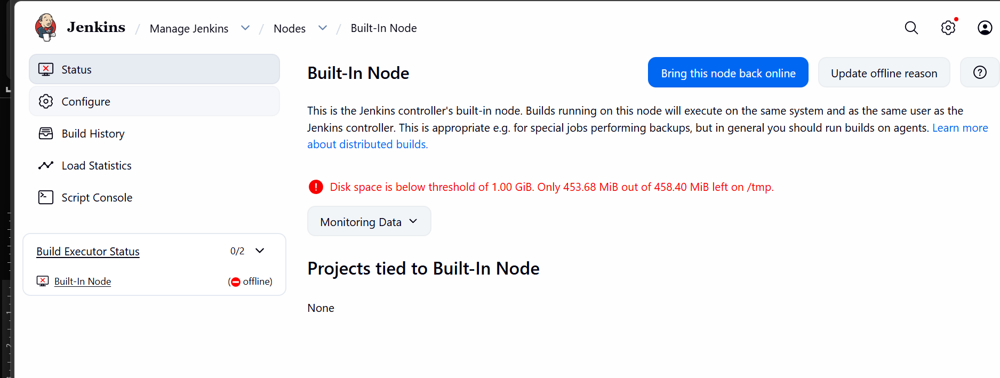 Jenkins / Manage Jenkins / Nodes / Built-In Node
Status
Configure
Build History
Load Statistics
Script Console
Build Executor Status 0/2
Built-In Node (offline)
Built-In Node
Bring this node back online
Update offline reason
This is the Jenkins controller's built-in node. Builds running on this node will execute on the same system and as the same user as the
Jenkins controller. This is appropriate e.g. for special jobs performing backups, but in general you should run builds on agents. Learn more
about distributed builds.
Disk space is below threshold of 1.00 GiB. Only 453.68 MiB out of 458.40 MiB left on /tmp.
Monitoring Data
Projects tied to Built-In Node
None